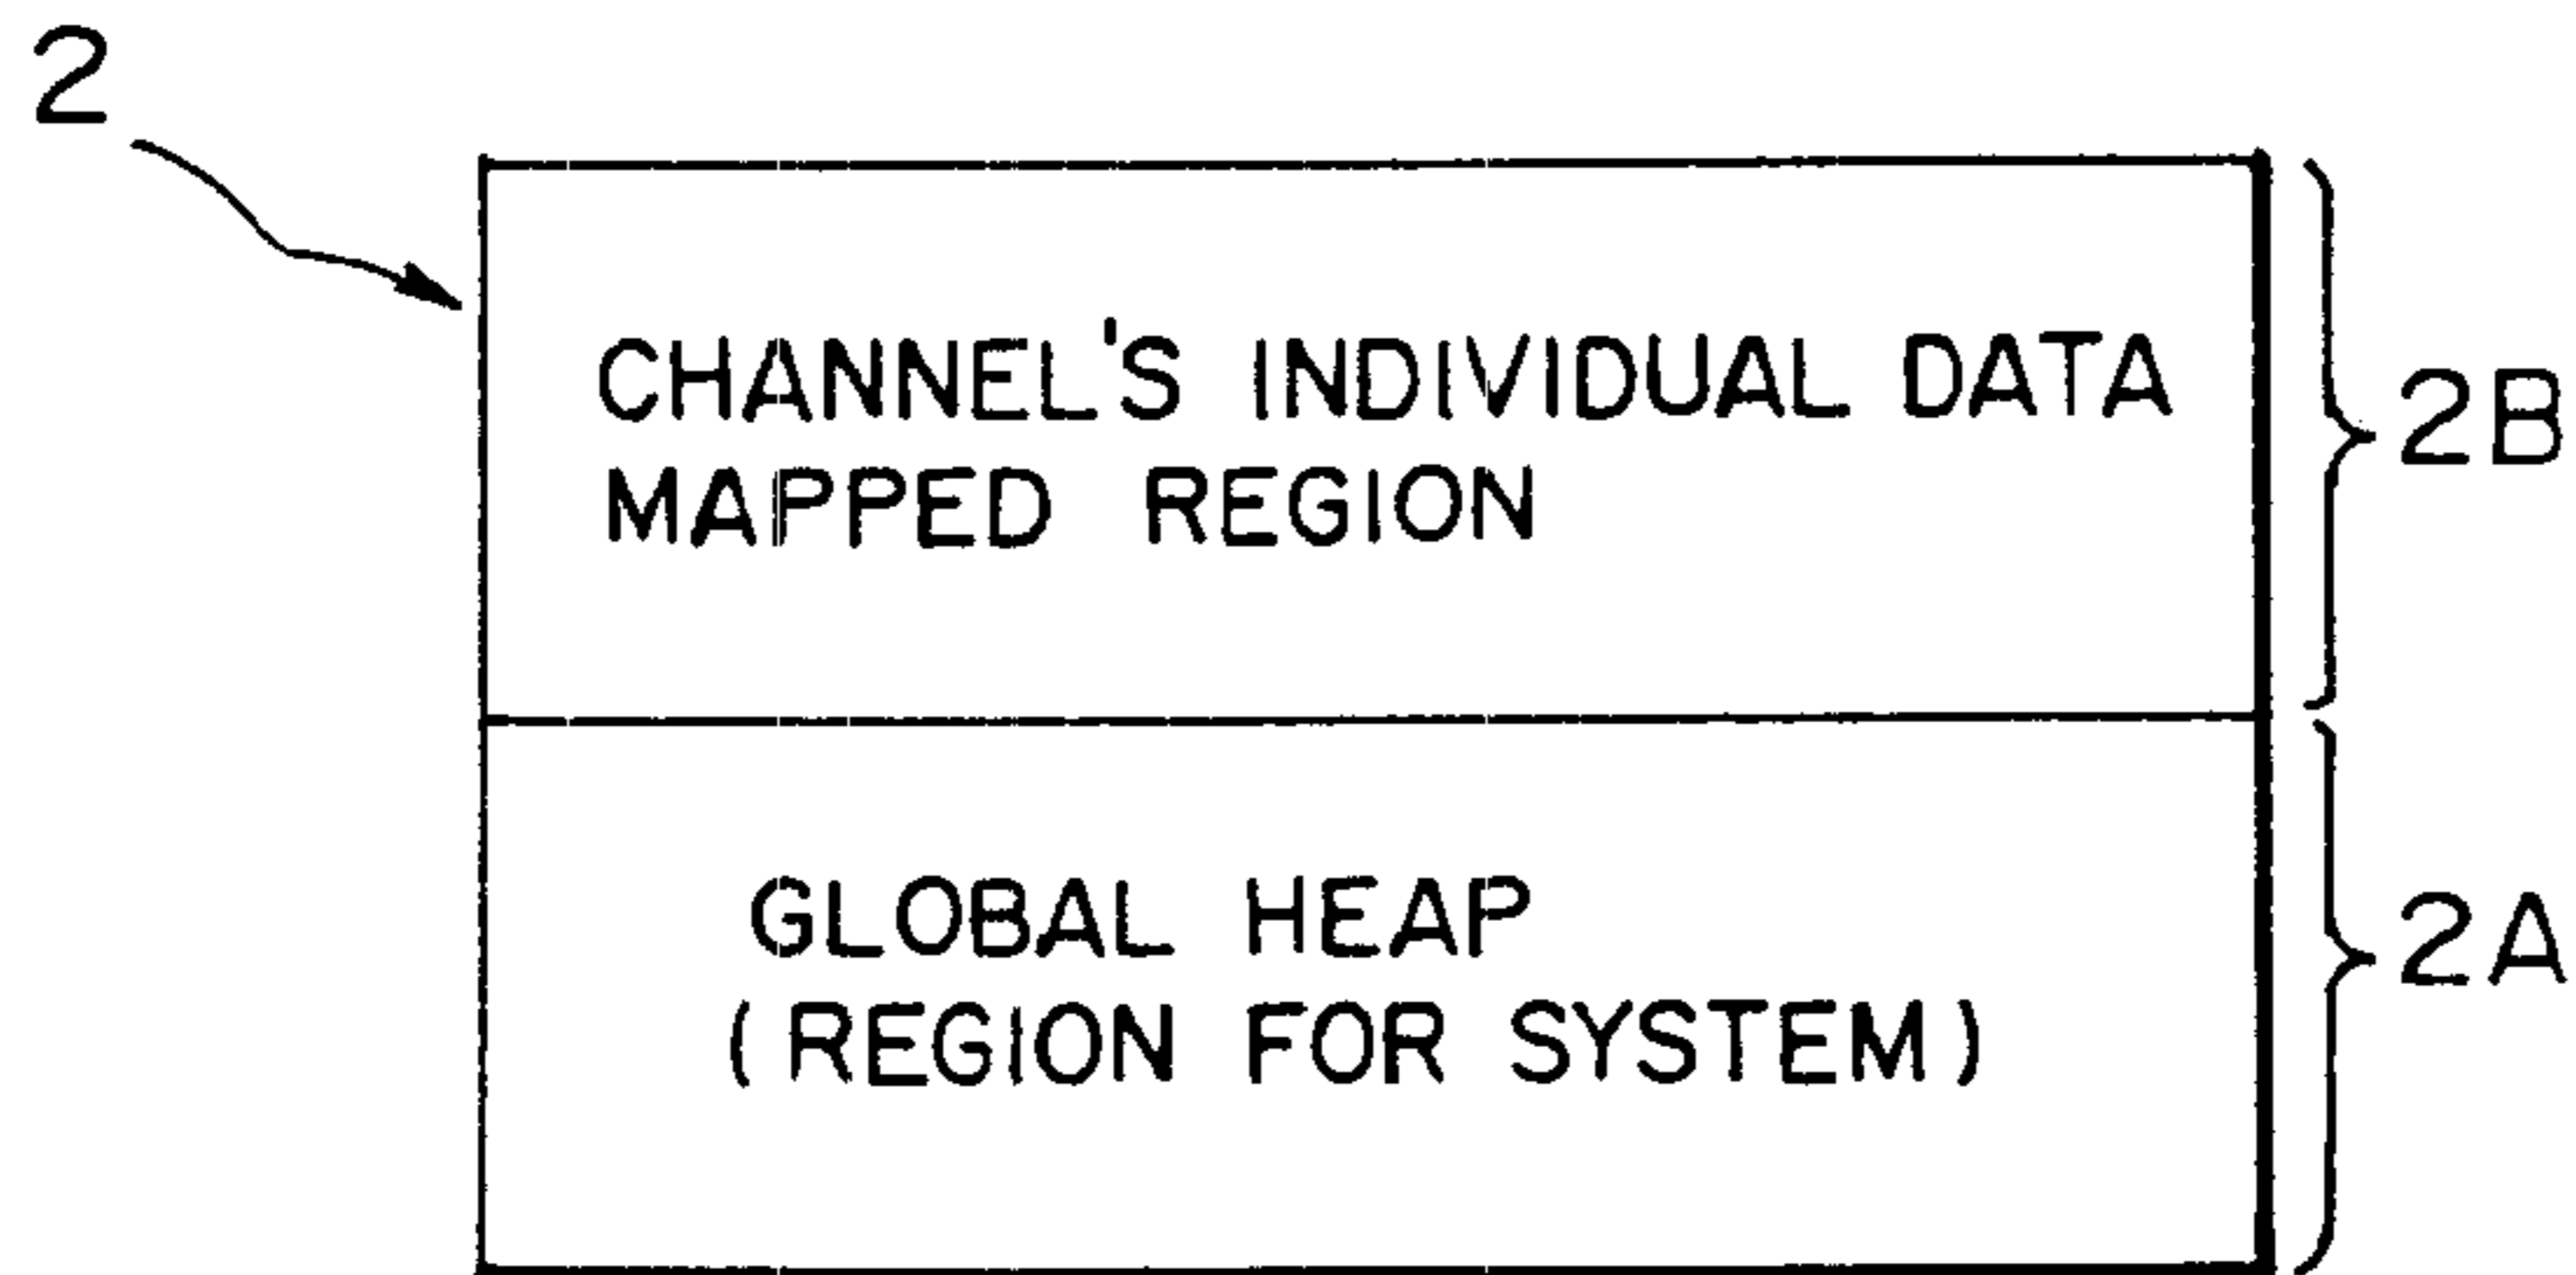 2
CHANNEL'S INDIVIDUAL DATA
MAPPED REGION
2B
GLOBAL HEAP
(REGION FOR SYSTEM)
2A